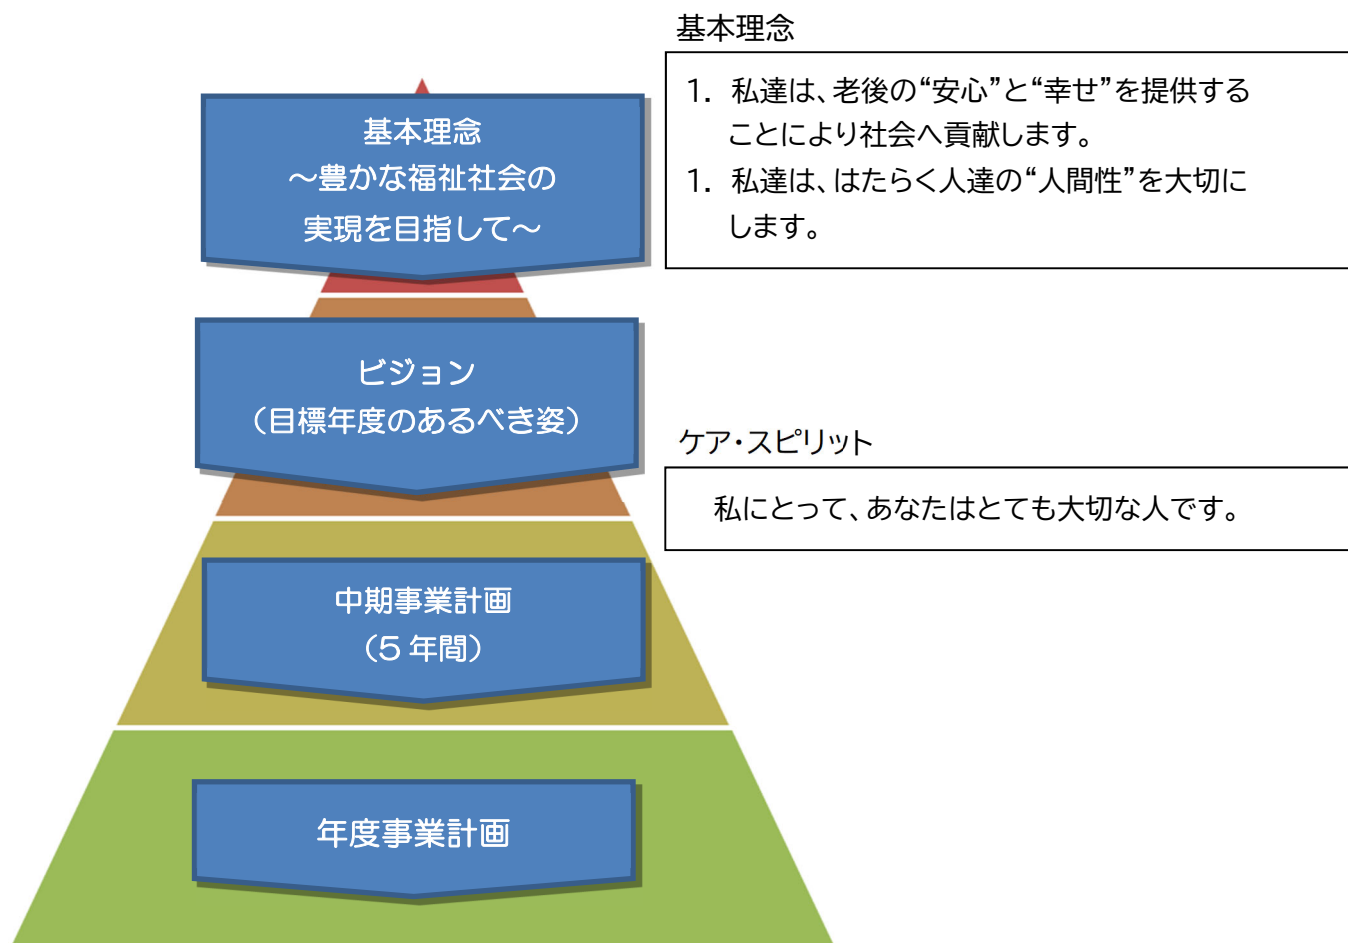 基本理念
1. 私達は、老後の“安心”と“幸せ”を提供する
ことにより社会へ貢献します。
1. 私達は、はたらく人達の“人間性”を大切に
します。
基本理念
～豊かな福祉社会の
実現を目指して～
ビジョン
（目標年度のあるべき姿）
ケア・スピリット
私にとって、あなたはとても大切な人です。
中期事業計画
（5 年間）
年度事業計画